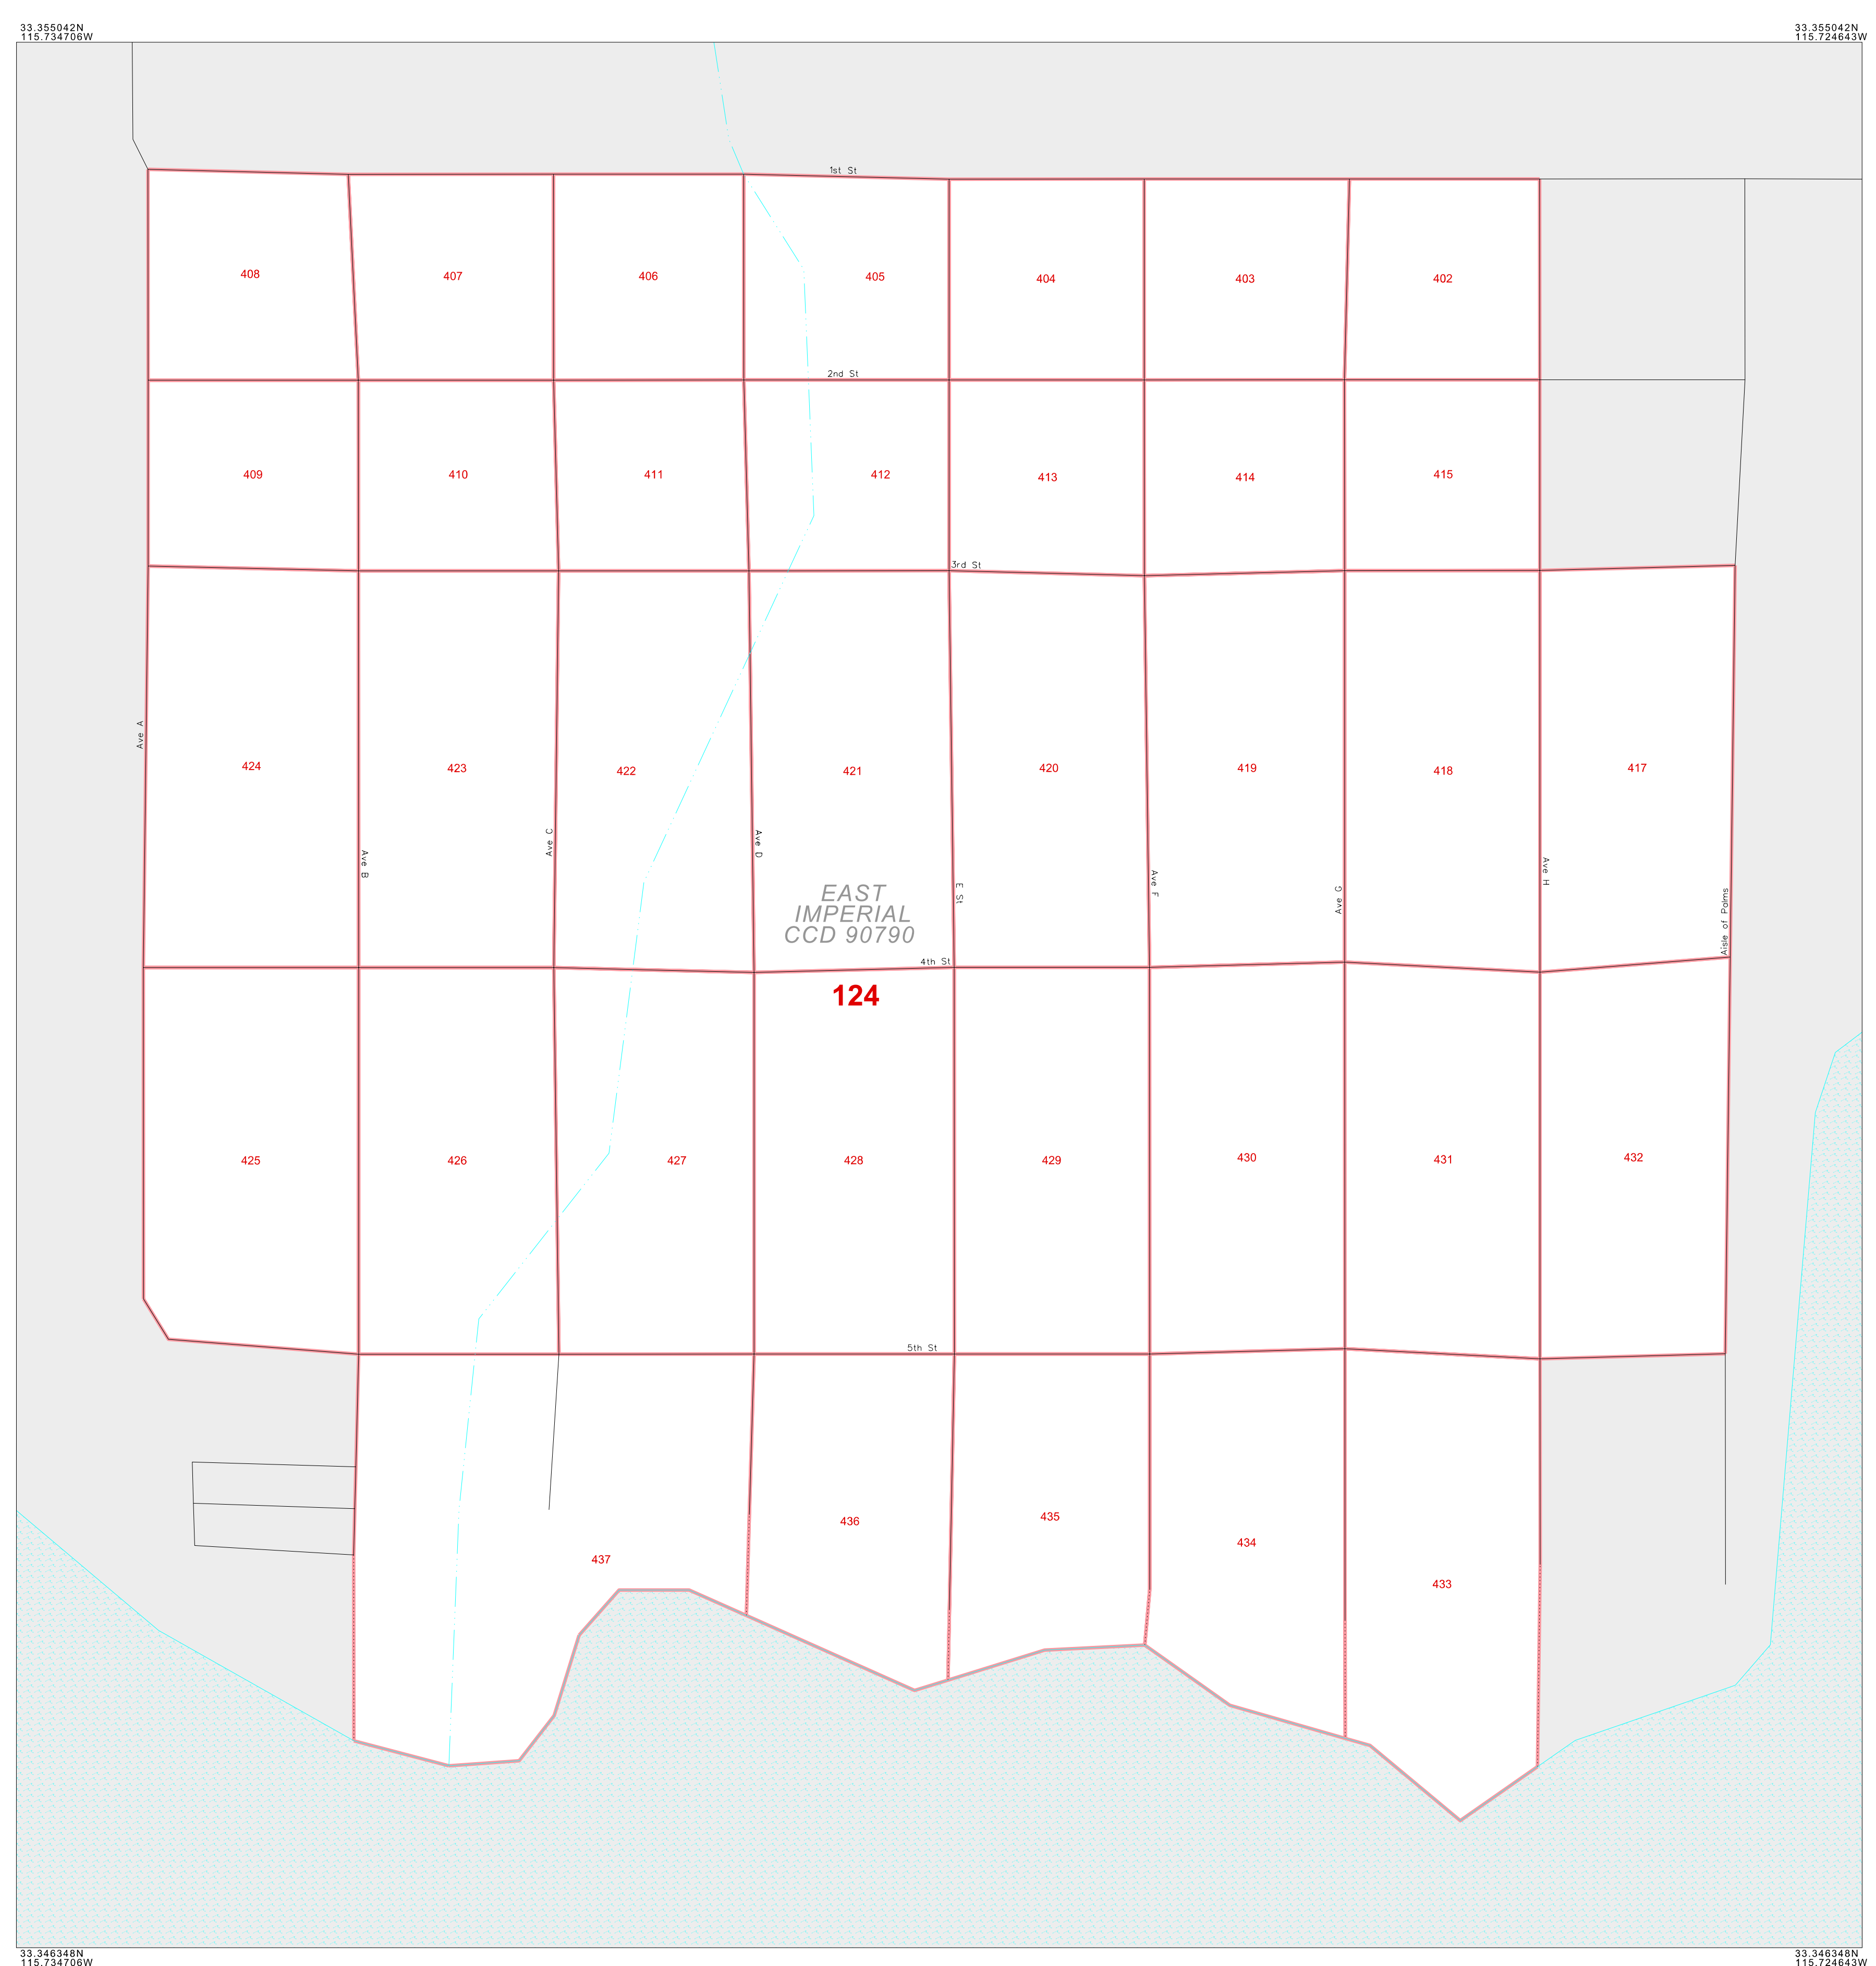 33.355042N
115.734706W
33.355042N
115.724643W
1st St
408
407
406
405
404
403
402
2nd St
409
410
411
412
413
414
415
3rd St
Ave A
424
423
422
421
420
419
418
417
Ave B
Ave C
Ave D
E St
Ave F
Ave G
Ave H
Aisle of Palms
EAST
IMPERIAL
CCD 90790
4th St
124
425
426
427
428
429
430
431
432
5th St
437
436
435
434
433
33.346348N
115.734706W
33.346348N
115.724643W